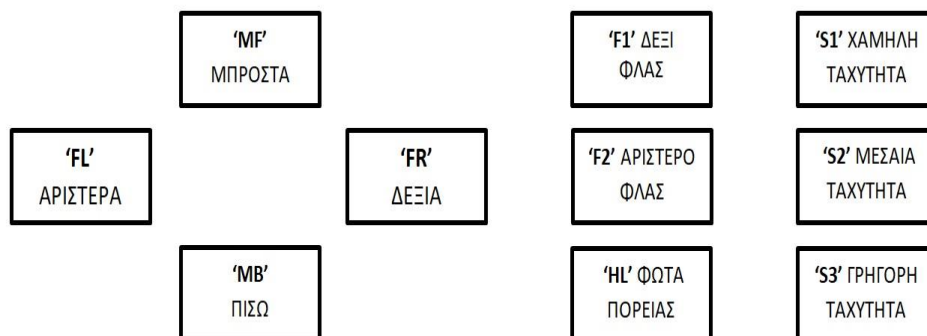 ‘MF’
ΜΠΡΟΣΤΑ
‘F1’ ΔΕΞΙ
ΦΛΑΣ
‘S1’ ΧΑΜΗΛΗ
ΤΑΧΥΤΗΤΑ
‘FL’
ΑΡΙΣΤΕΡΑ
‘FR’
ΔΕΞΙΑ
‘F2’ ΑΡΙΣΤΕΡΟ
ΦΛΑΣ
‘S2’ ΜΕΣΑΙΑ
ΤΑΧΥΤΗΤΑ
‘MB’
ΠΙΣΩ
‘HL’ ΦΩΤΑ
ΠΟΡΕΙΑΣ
‘S3’ ΓΡΗΓΟΡΗ
ΤΑΧΥΤΗΤΑ